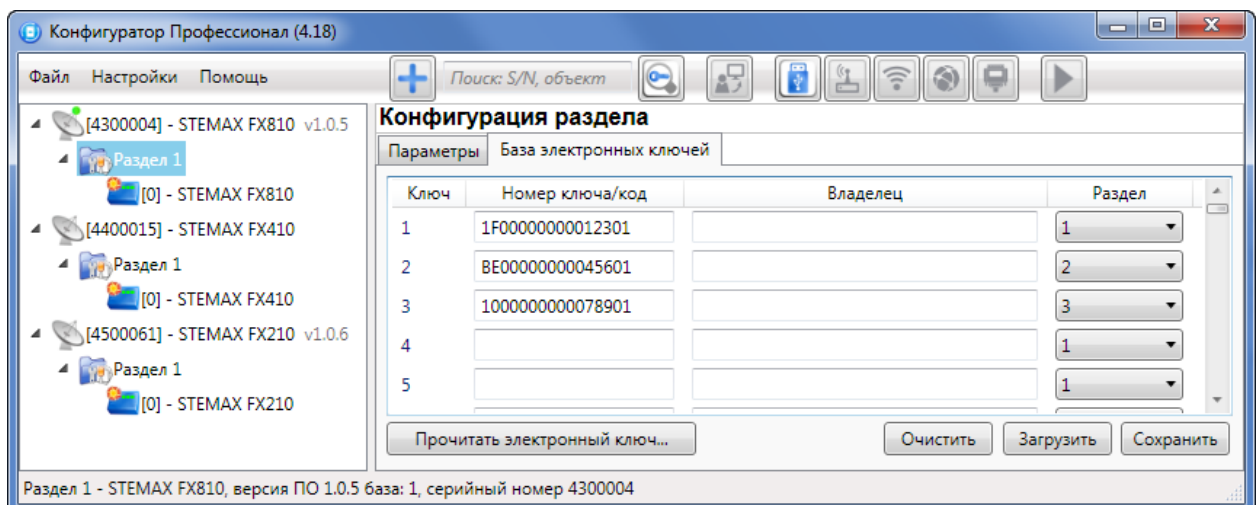 Конфигуратор Профессионал (4.18)
Файл Настройки Помощь Поиск: S/N, объект
[4300004] - STEMAX FX810 v1.0.5
Раздел 1
[0] - STEMAX FX810
[4400015] - STEMAX FX410
Раздел 1
[0] - STEMAX FX410
[4500061] - STEMAX FX210 v1.0.6
Раздел 1
[0] - STEMAX FX210
Конфигурация раздела
Параметры База электронных ключей
Ключ Номер ключа/код Владелец Раздел
1 1F00000000012301 1
2 BE00000000045601 2
3 1000000000078901 3
4 1
5 1
Прочитать электронный ключ... Очистить Загрузить Сохранить
Раздел 1 - STEMAX FX810, версия ПО 1.0.5 база: 1, серийный номер 4300004